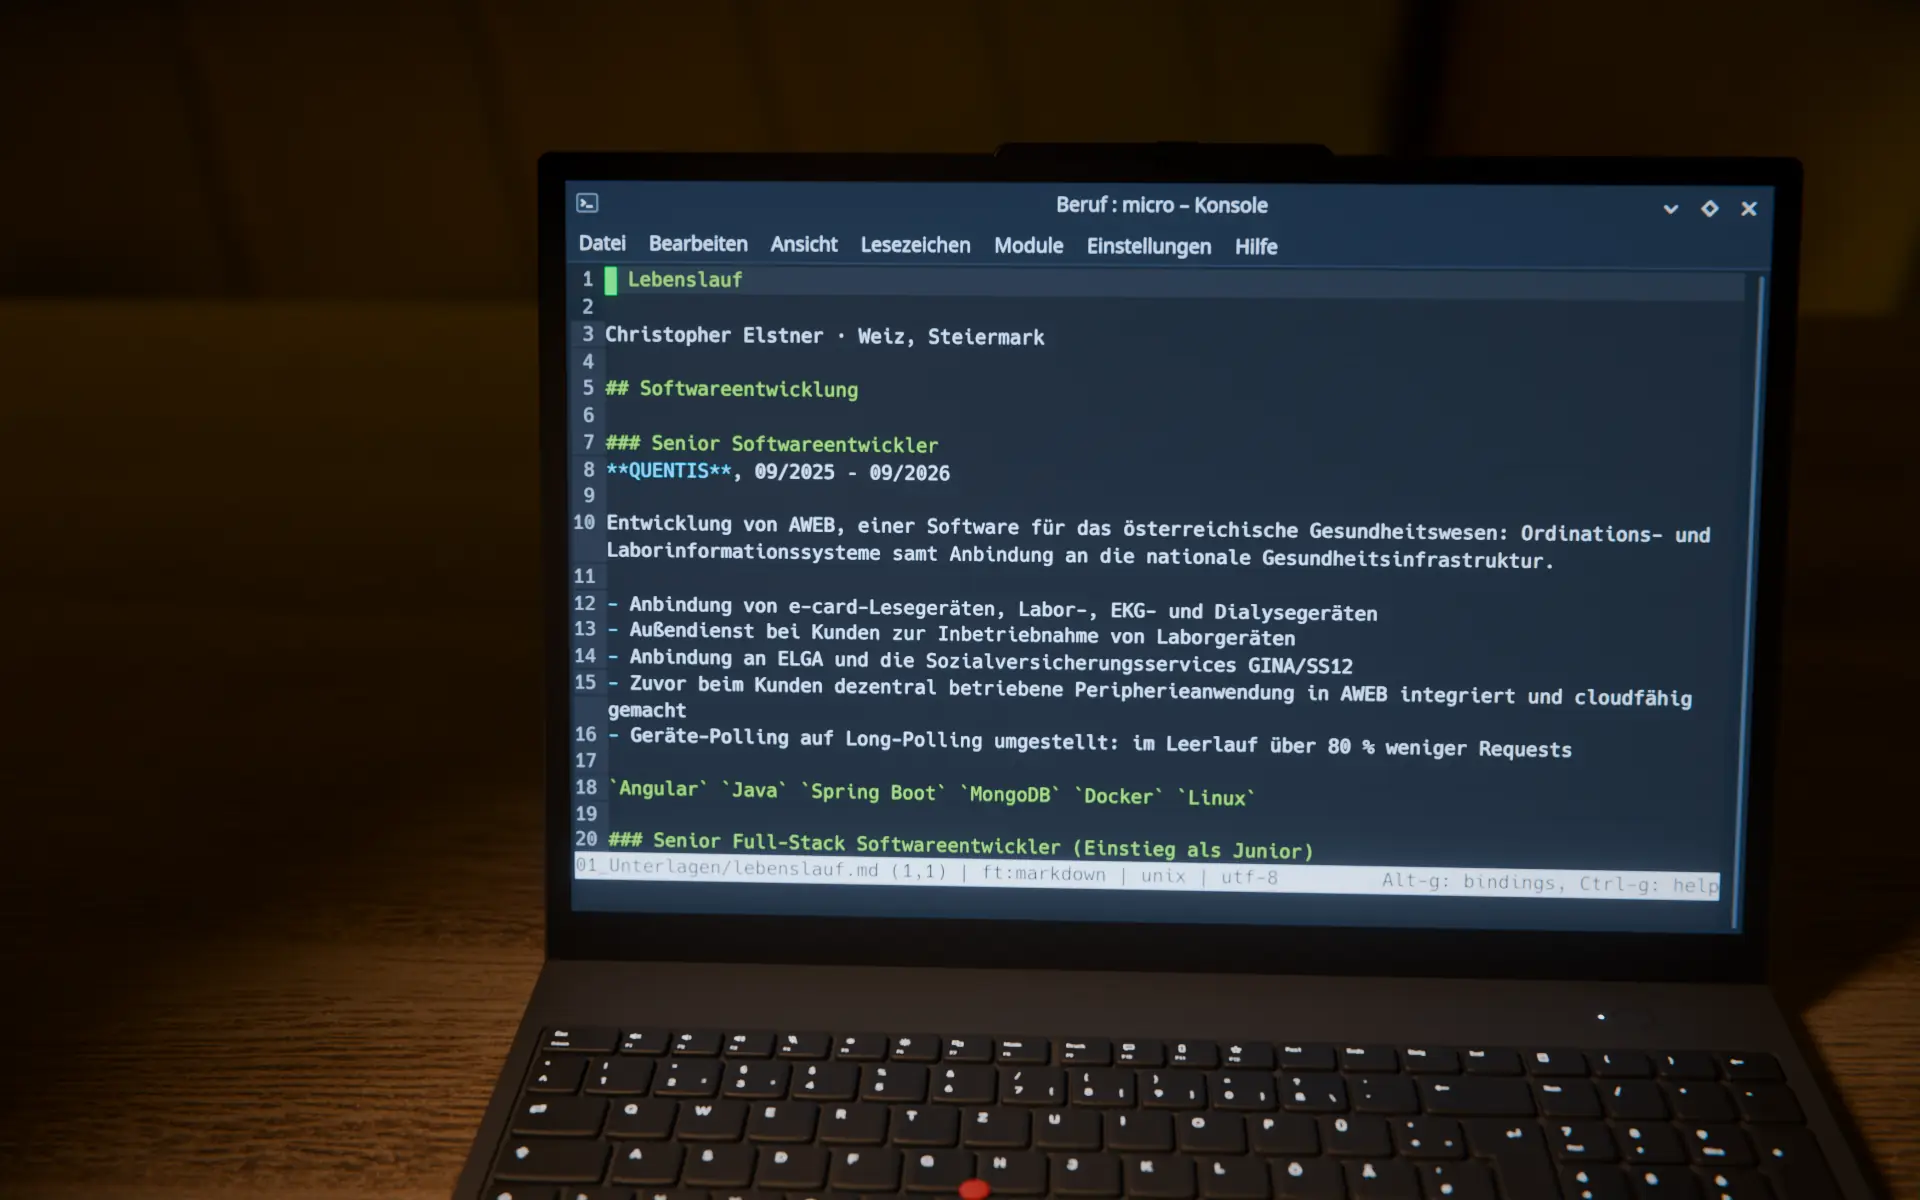 Beruf : micro – Konsole
Datei Bearbeiten Ansicht Lesezeichen Module Einstellungen Hilfe
1 Lebenslauf
2
3 Christopher Elstner · Weiz, Steiermark
4
5 ## Softwareentwicklung
6
7 ### Senior Softwareentwickler
8 **QUENTIS**, 09/2025 - 09/2026
9
10 Entwicklung von AWEB, einer Software für das österreichische Gesundheitswesen: Ordinations- und
Laborinformationssysteme samt Anbindung an die nationale Gesundheitsinfrastruktur.
11
12 - Anbindung von e-card-Lesegeräten, Labor-, EKG- und Dialysegeräten
13 - Außendienst bei Kunden zur Inbetriebnahme von Laborgeräten
14 - Anbindung an ELGA und die Sozialversicherungsservices GINA/SS12
15 - Zuvor beim Kunden dezentral betriebene Peripherieanwendung in AWEB integriert und cloudfähig
gemacht
16 - Geräte-Polling auf Long-Polling umgestellt: im Leerlauf über 80 % weniger Requests
17
18 `Angular` `Java` `Spring Boot` `MongoDB` `Docker` `Linux`
19
20 ### Senior Full-Stack Softwareentwickler (Einstieg als Junior)
01_Unterlagen/lebenslauf.md (1,1) | ft:markdown | unix | utf-8 Alt-g: bindings, Ctrl-g: help
Q W E R T Z U I O P Ü
A S D F G H J K L Ö Ä